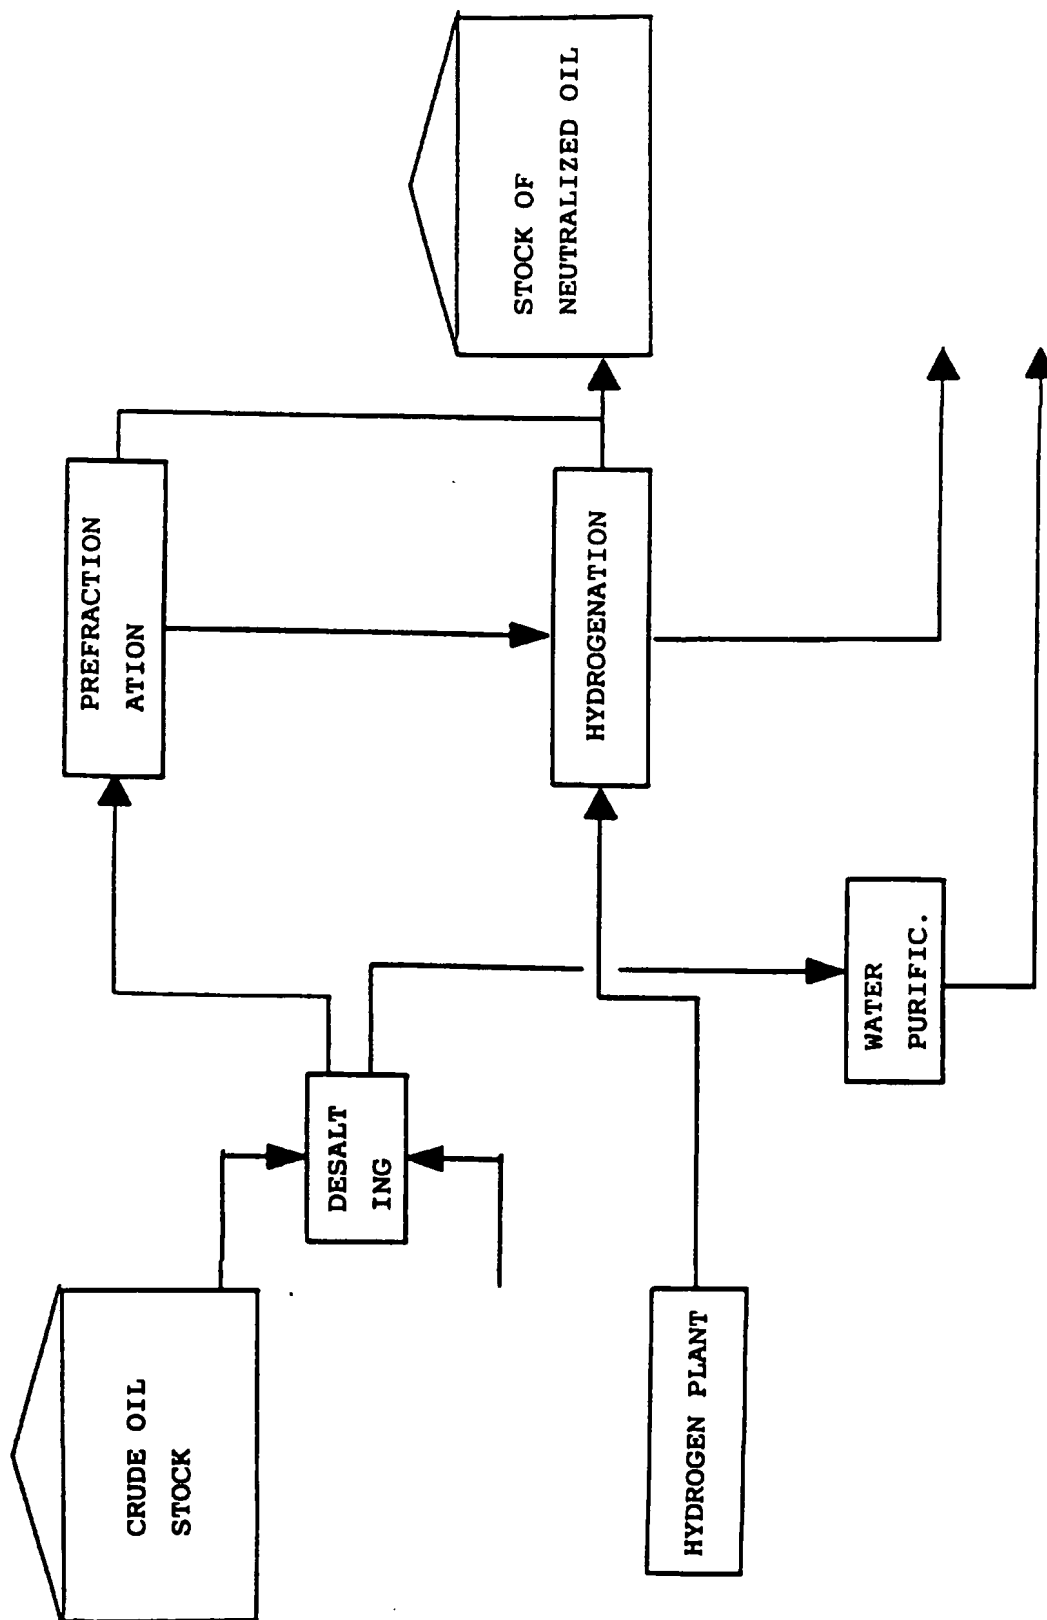 CRUDE OIL
STOCK
DESALT
ING
PREFRACTION
ATION
STOCK OF
NEUTRALIZED OIL
HYDROGENATION
HYDROGEN PLANT
WATER
PURIFIC.